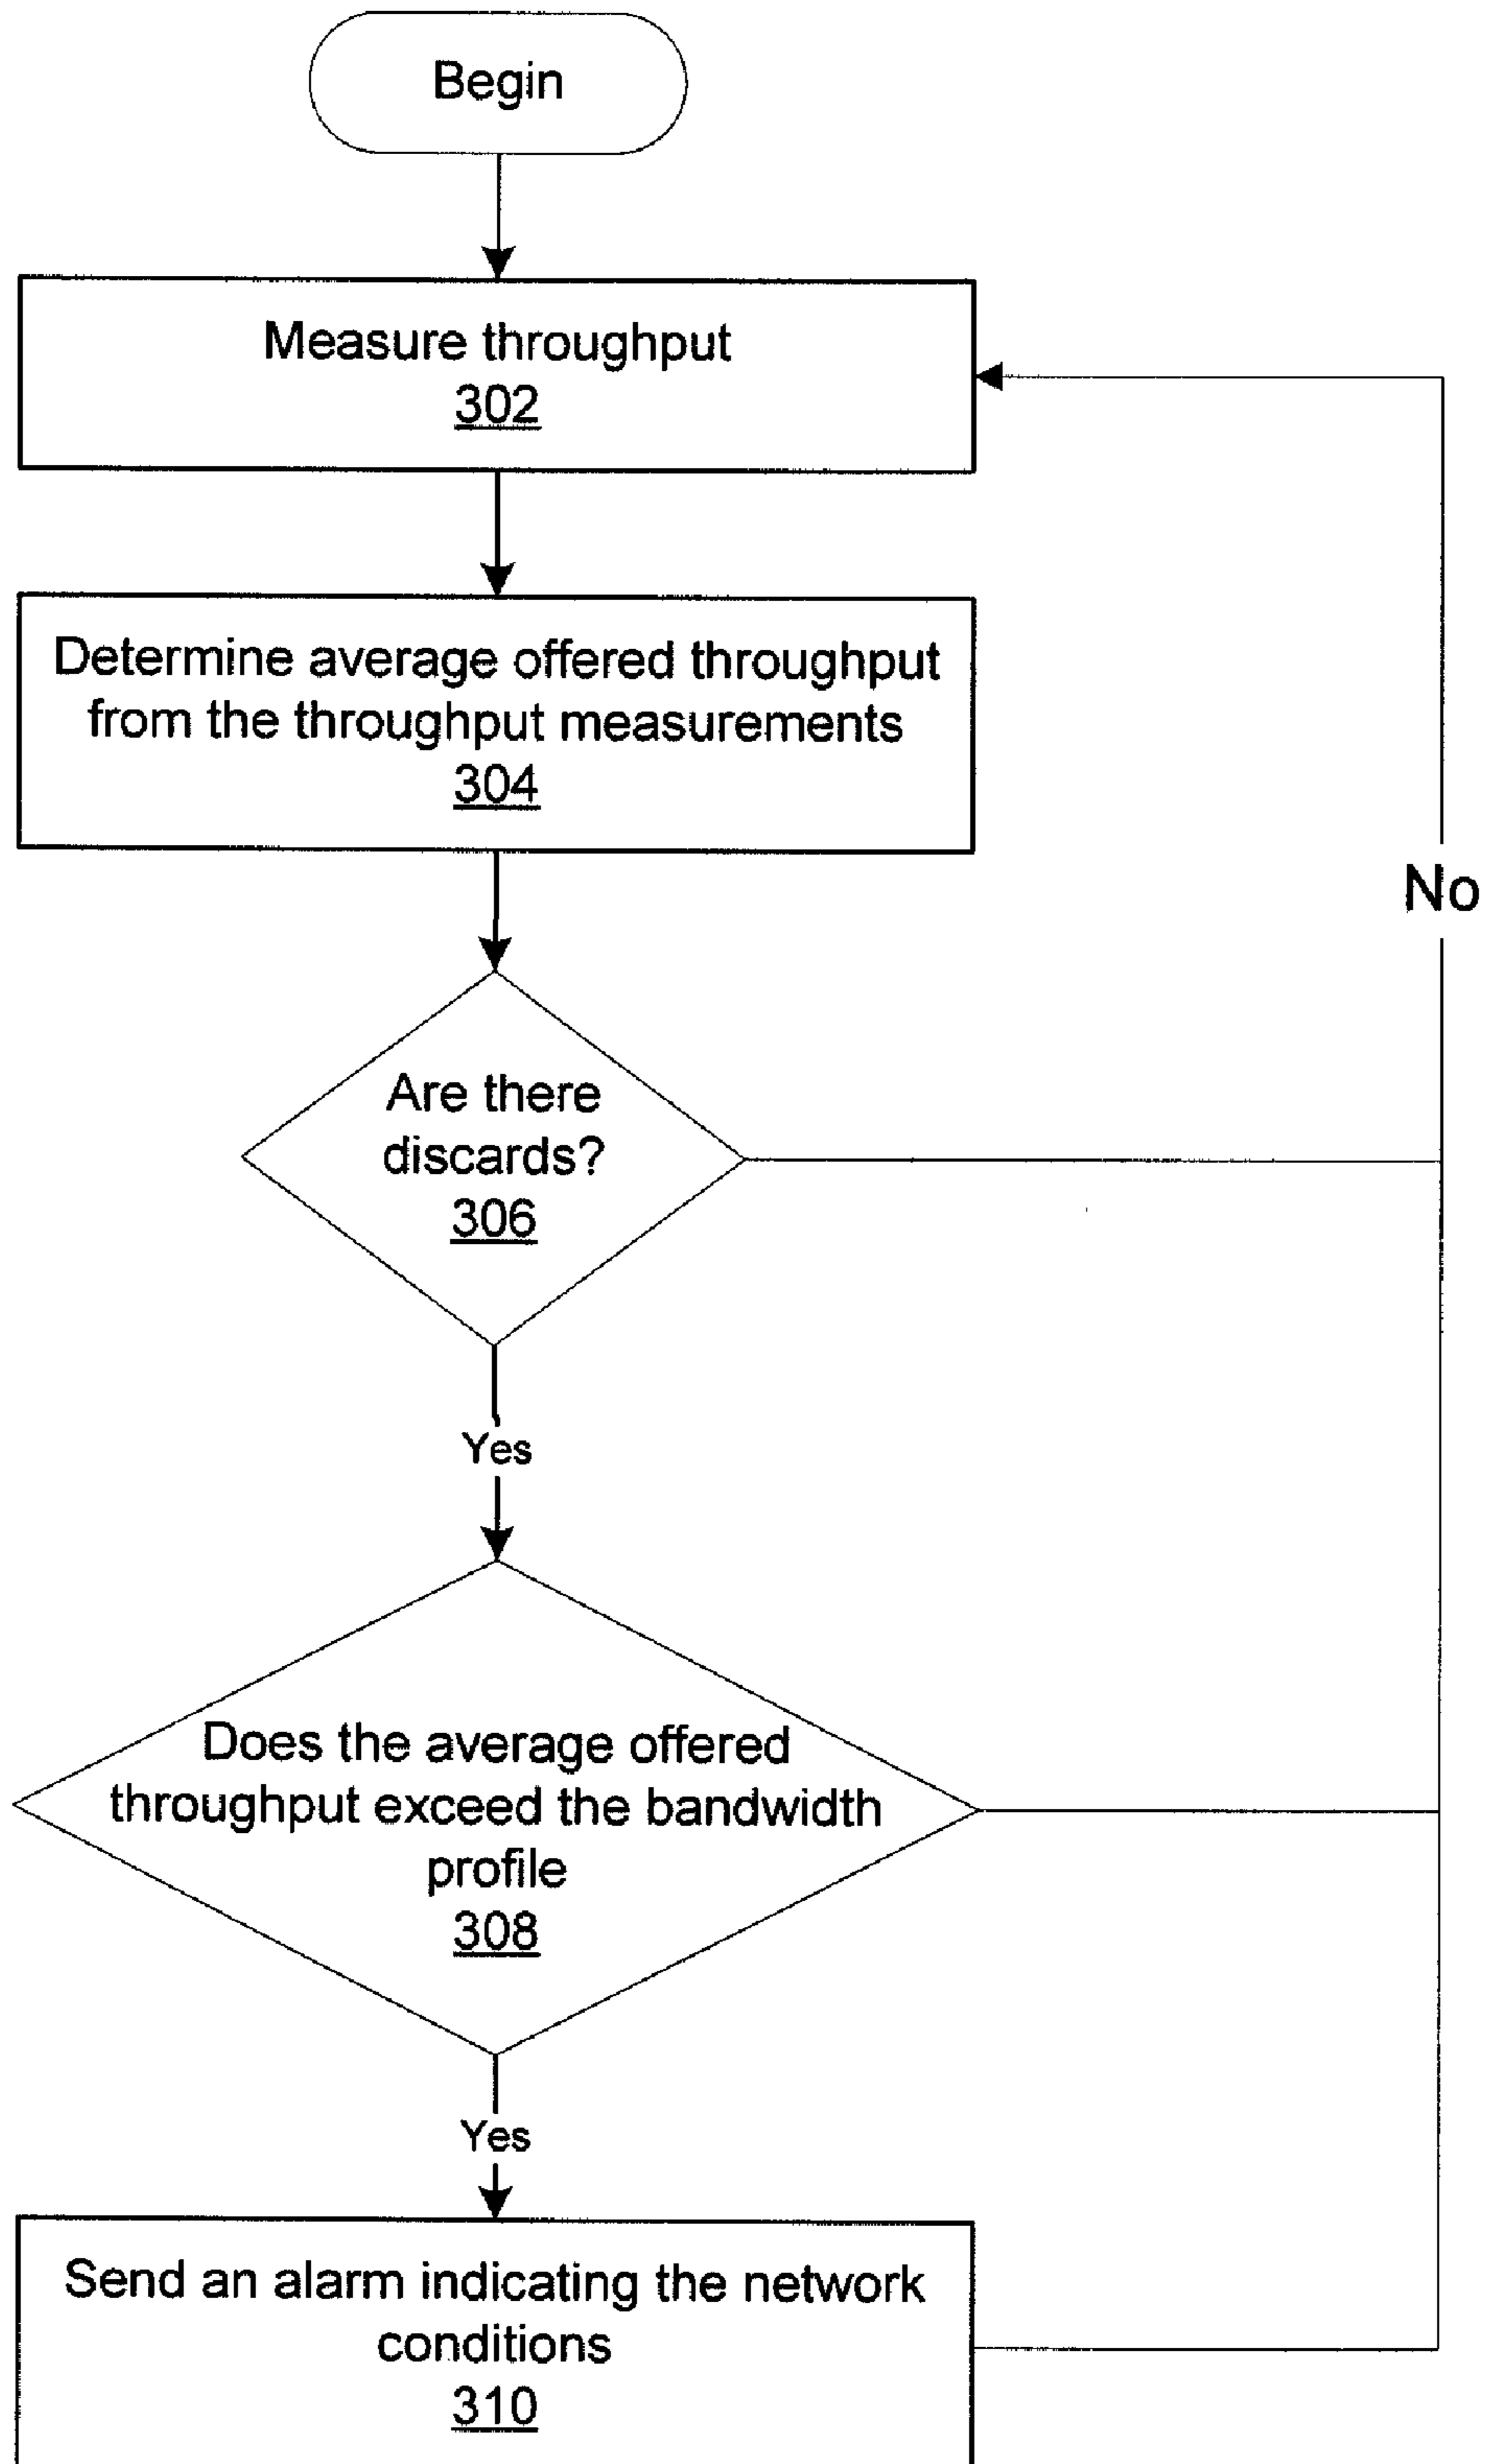 Begin
Measure throughput
302
Determine average offered throughput
from the throughput measurements
304
No
Are there
discards?
306
Yes
Does the average offered
throughput exceed the bandwidth
profile
308
Yes
Send an alarm indicating the network
conditions
310